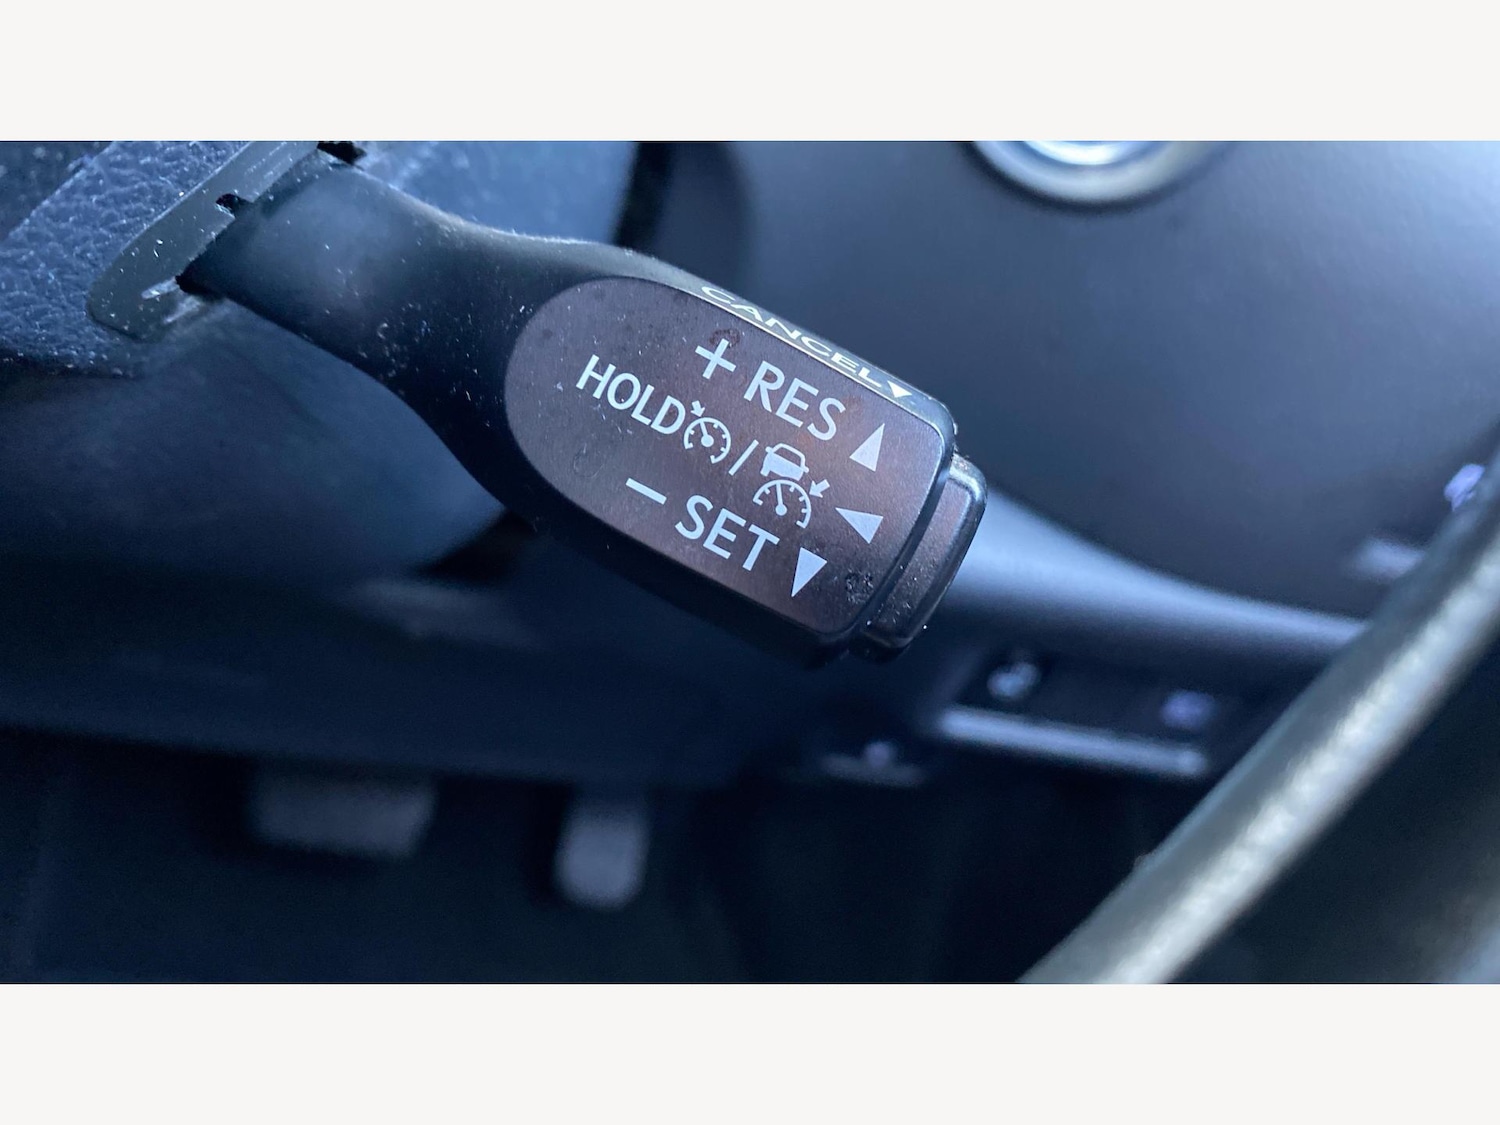 CANCEL
+ RES
HOLD /
− SET